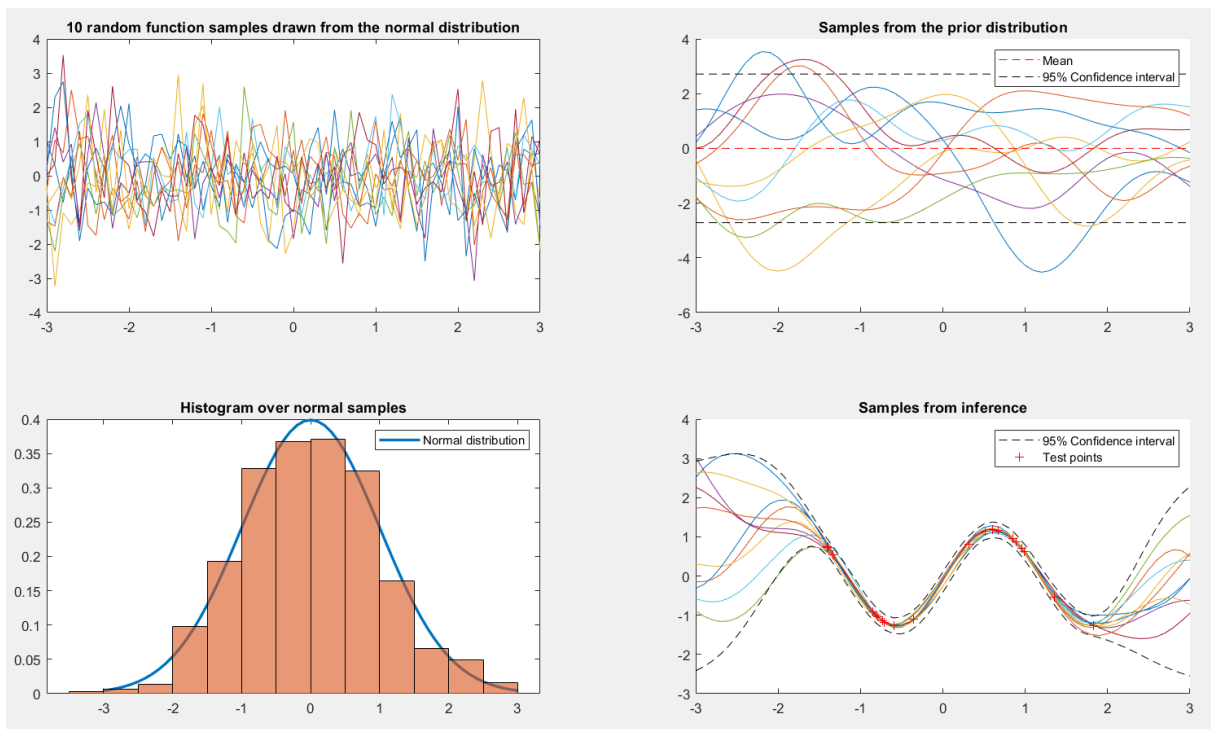 10 random function samples drawn from the normal distribution
4
3
2
1
0
-1
-2
-3
-4
-3 -2 -1 0 1 2 3
Samples from the prior distribution
Mean
95% Confidence interval
4
2
0
-2
-4
-6
-3 -2 -1 0 1 2 3
Histogram over normal samples
Normal distribution
0.4
0.35
0.3
0.25
0.2
0.15
0.1
0.05
0
-3 -2 -1 0 1 2 3
Samples from inference
95% Confidence interval
Test points
4
3
2
1
0
-1
-2
-3
-3 -2 -1 0 1 2 3